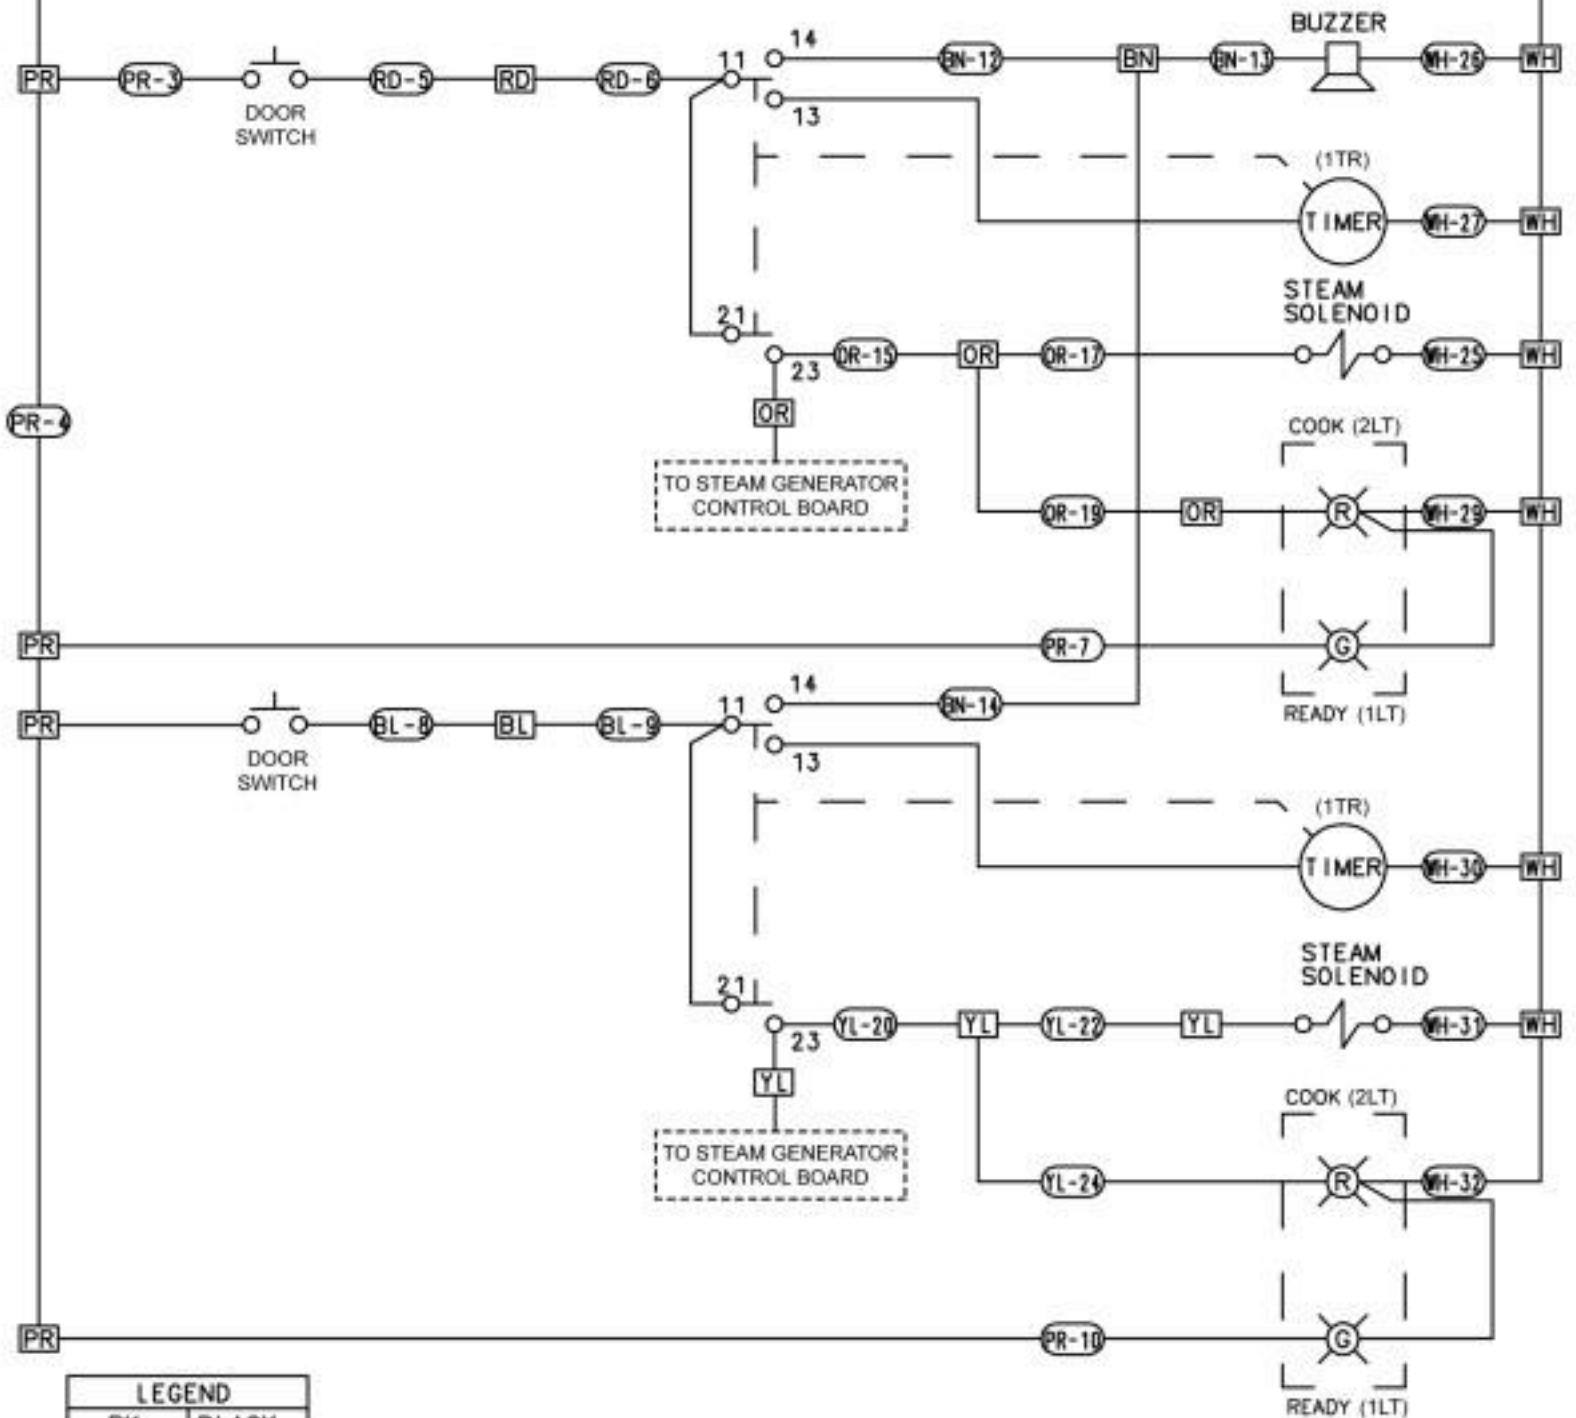 BUZZER
14
11
PR
PR-3
RD-5
RD
RD-6
BN-12
BN
BN-13
WH-26
WH
DOOR
SWITCH
13
(1TR)
TIMER
WH-27
WH
STEAM
SOLENOID
21
23
OR-15
OR
OR-17
WH-25
WH
OR
PR-4
COOK (2LT)
TO STEAM GENERATOR
CONTROL BOARD
OR-19
OR
R
WH-29
WH
PR
PR-7
G
READY (1LT)
14
11
BN-14
PR
BL-8
BL
BL-9
DOOR
SWITCH
13
(1TR)
TIMER
WH-30
WH
STEAM
SOLENOID
21
23
YL-20
YL
YL-22
YL
WH-31
WH
YL
COOK (2LT)
TO STEAM GENERATOR
CONTROL BOARD
YL-24
R
WH-32
PR
PR-10
G
READY (1LT)
LEGEND
BK BLACK